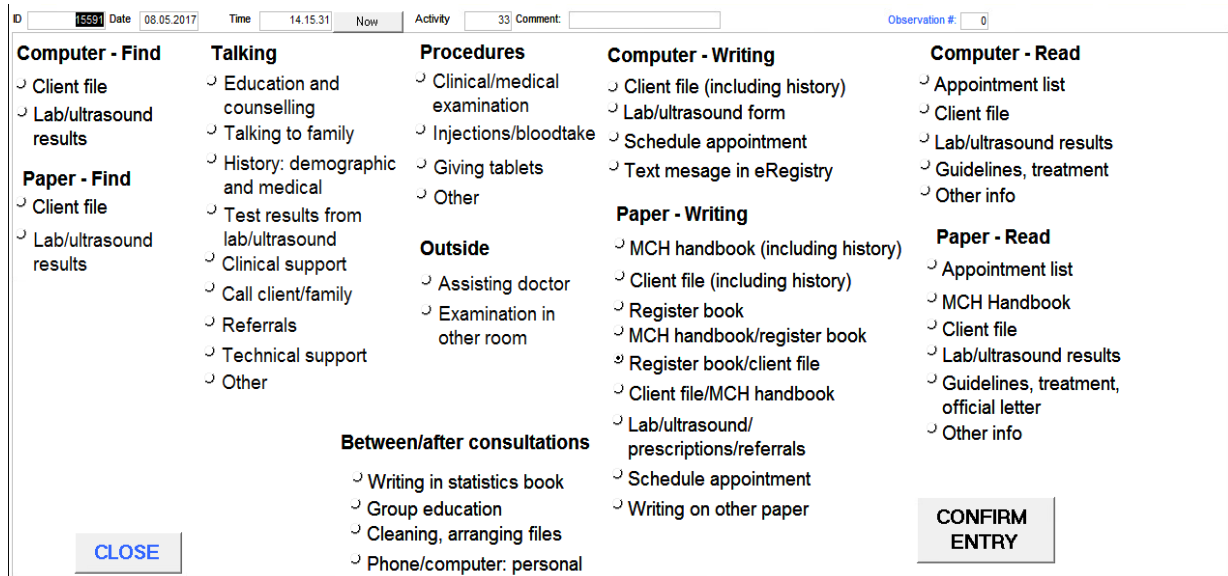 ID 15591 Date 08.05.2017 Time 14.15.31 Now Activity 33 Comment: Observation #: 0
Computer - Find
Client file
Lab/ultrasound
results
Paper - Find
Client file
Lab/ultrasound
results
Talking
Education and
counselling
Talking to family
History: demographic
and medical
Test results from
lab/ultrasound
Clinical support
Call client/family
Referrals
Technical support
Other
Procedures
Clinical/medical
examination
Injections/bloodtake
Giving tablets
Other
Outside
Assisting doctor
Examination in
other room
Between/after consultations
Writing in statistics book
Group education
Cleaning, arranging files
Phone/computer: personal
Computer - Writing
Client file (including history)
Lab/ultrasound form
Schedule appointment
Text mesage in eRegistry
Paper - Writing
MCH handbook (including history)
Client file (including history)
Register book
MCH handbook/register book
Register book/client file
Client file/MCH handbook
Lab/ultrasound/
prescriptions/referrals
Schedule appointment
Writing on other paper
Computer - Read
Appointment list
Client file
Lab/ultrasound results
Guidelines, treatment
Other info
Paper - Read
Appointment list
MCH Handbook
Client file
Lab/ultrasound results
Guidelines, treatment,
official letter
Other info
CLOSE
CONFIRM
ENTRY